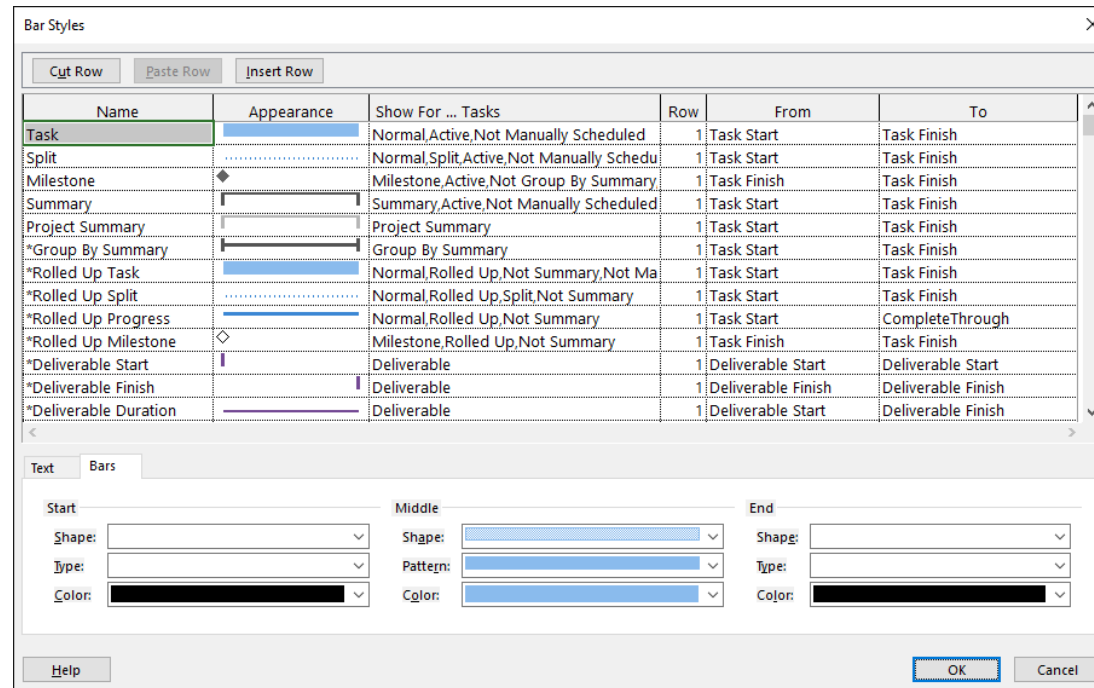 Bar Styles
Cut Row Paste Row Insert Row
Name Appearance Show For ... Tasks Row From To
Task Normal,Active,Not Manually Scheduled 1 Task Start Task Finish
Split Normal,Split,Active,Not Manually Schedu 1 Task Start Task Finish
Milestone Milestone,Active,Not Group By Summary, 1 Task Finish Task Finish
Summary Summary,Active,Not Manually Scheduled 1 Task Start Task Finish
Project Summary Project Summary 1 Task Start Task Finish
*Group By Summary Group By Summary 1 Task Start Task Finish
*Rolled Up Task Normal,Rolled Up,Not Summary,Not Ma 1 Task Start Task Finish
*Rolled Up Split Normal,Rolled Up,Split,Not Summary 1 Task Start Task Finish
*Rolled Up Progress Normal,Rolled Up,Not Summary 1 Task Start CompleteThrough
*Rolled Up Milestone Milestone,Rolled Up,Not Summary 1 Task Finish Task Finish
*Deliverable Start Deliverable 1 Deliverable Start Deliverable Start
*Deliverable Finish Deliverable 1 Deliverable Finish Deliverable Finish
*Deliverable Duration Deliverable 1 Deliverable Start Deliverable Finish
Text Bars
Start Middle End
Shape: Shape: Shape:
Type: Pattern: Type:
Color: Color: Color:
Help OK Cancel